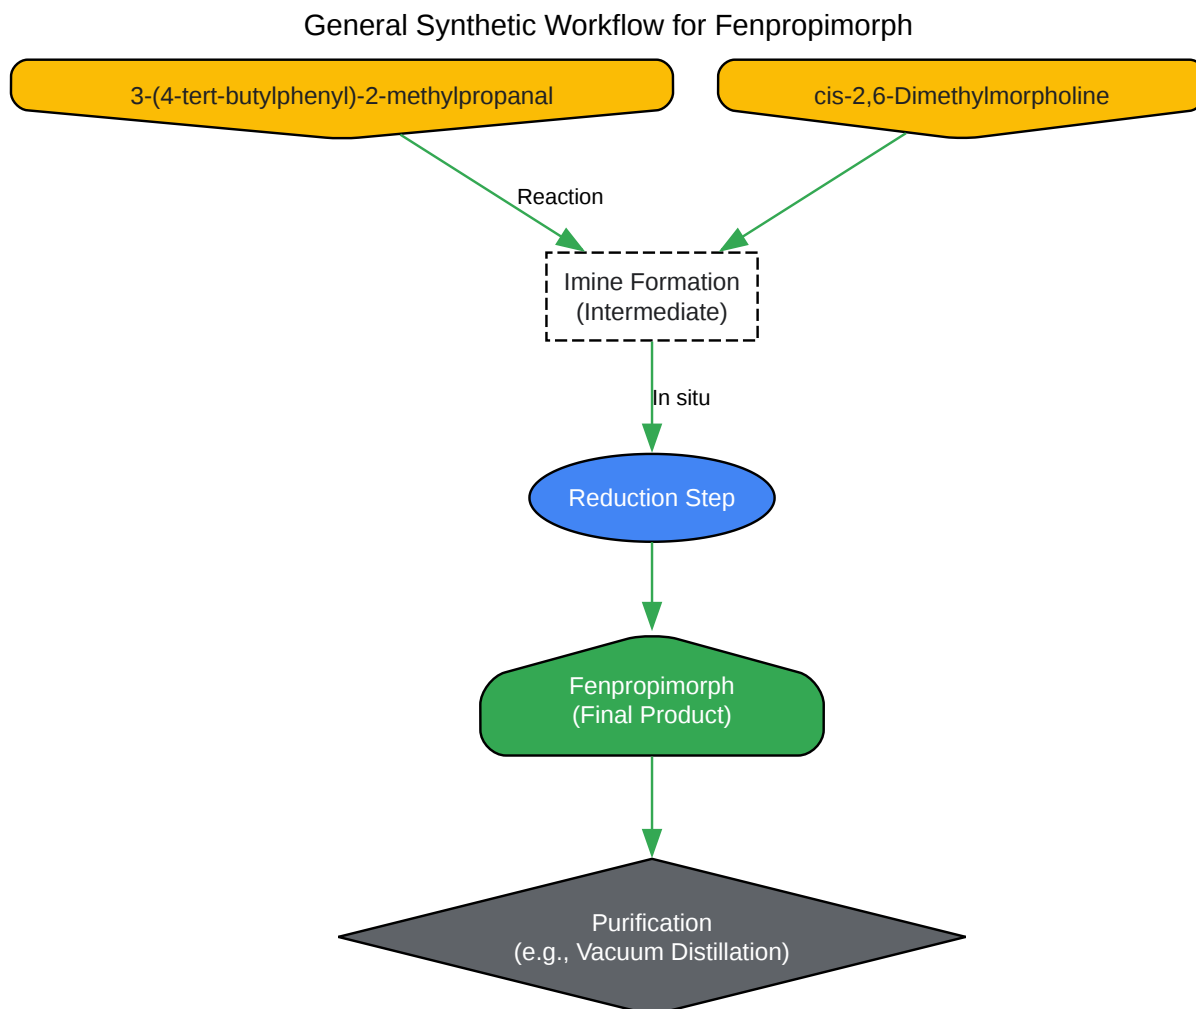 General Synthetic Workflow for Fenpropimorph
3-(4-tert-butylphenyl)-2-methylpropanal
cis-2,6-Dimethylmorpholine
Reaction
Imine Formation
(Intermediate)
In situ
Reduction Step
Fenpropimorph
(Final Product)
Purification
(e.g., Vacuum Distillation)